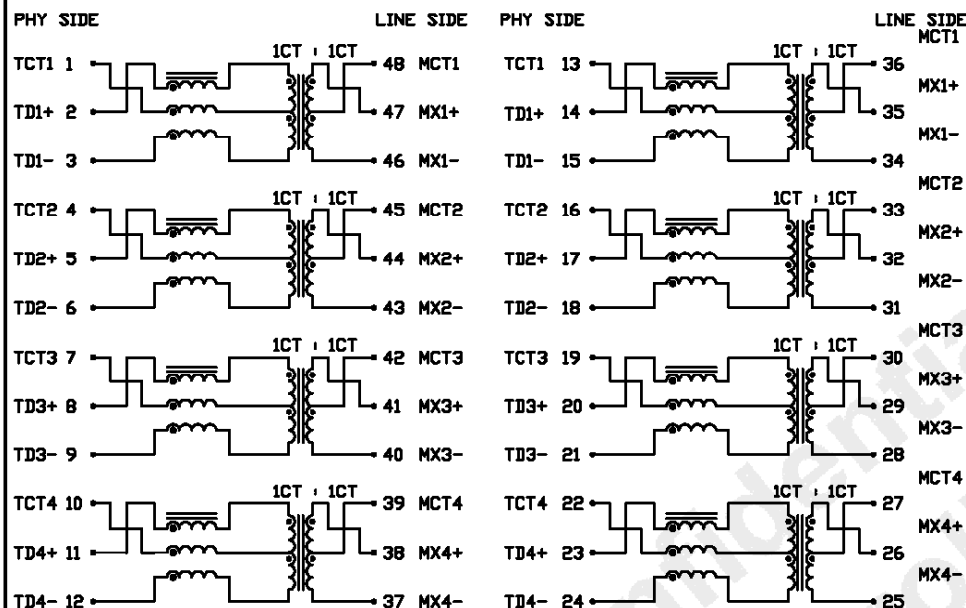 PHY SIDE LINE SIDE PHY SIDE LINE SIDE
MCT1
1CT : 1CT 1CT : 1CT
TCT1 1 48 MCT1 TCT1 13 36
MX1+
TD1+ 2 47 MX1+ TD1+ 14 35
MX1-
TD1- 3 46 MX1- TD1- 15 34
MCT2
1CT : 1CT 1CT : 1CT
TCT2 4 45 MCT2 TCT2 16 33
MX2+
TD2+ 5 44 MX2+ TD2+ 17 32
MX2-
TD2- 6 43 MX2- TD2- 18 31
MCT3
1CT : 1CT 1CT : 1CT
TCT3 7 42 MCT3 TCT3 19 30
MX3+
TD3+ 8 41 MX3+ TD3+ 20 29
MX3-
TD3- 9 40 MX3- TD3- 21 28
MCT4
1CT : 1CT 1CT : 1CT
TCT4 10 39 MCT4 TCT4 22 27
MX4+
TD4+ 11 38 MX4+ TD4+ 23 26
MX4-
TD4- 12 37 MX4- TD4- 24 25